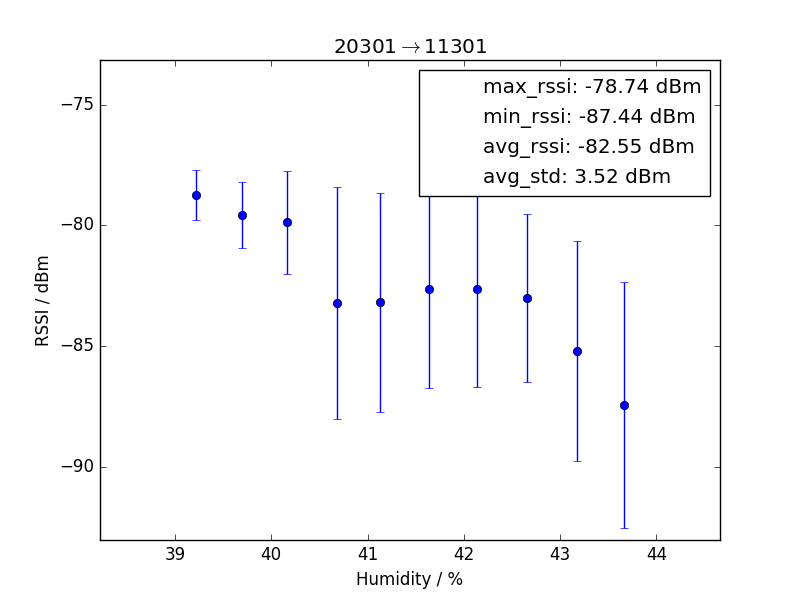 20301→11301
max_rssi: -78.74 dBm
min_rssi: -87.44 dBm
avg_rssi: -82.55 dBm
avg_std: 3.52 dBm
RSSI / dBm
−75
−80
−85
−90
39 40 41 42 43 44
Humidity / %